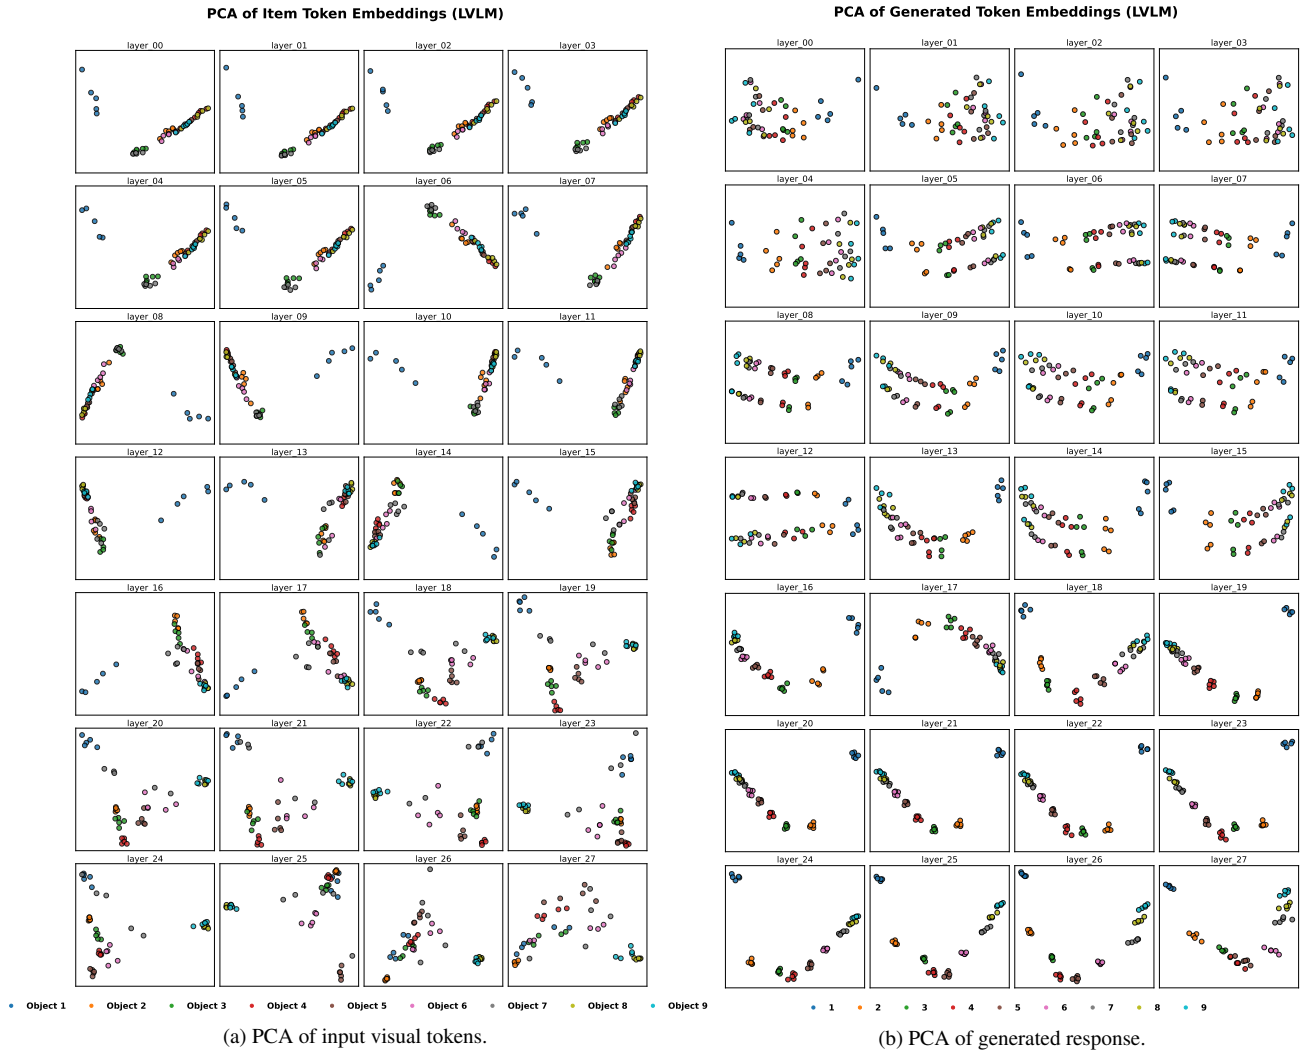 PCA of Item Token Embeddings (LVLM)
layer_00 layer_01 layer_02 layer_03
layer_04 layer_05 layer_06 layer_07
layer_08 layer_09 layer_10 layer_11
layer_12 layer_13 layer_14 layer_15
layer_16 layer_17 layer_18 layer_19
layer_20 layer_21 layer_22 layer_23
layer_24 layer_25 layer_26 layer_27
Object 1 Object 2 Object 3 Object 4 Object 5 Object 6 Object 7 Object 8 Object 9
(a) PCA of input visual tokens.
PCA of Generated Token Embeddings (LVLM)
layer_00 layer_01 layer_02 layer_03
layer_04 layer_05 layer_06 layer_07
layer_08 layer_09 layer_10 layer_11
layer_12 layer_13 layer_14 layer_15
layer_16 layer_17 layer_18 layer_19
layer_20 layer_21 layer_22 layer_23
layer_24 layer_25 layer_26 layer_27
1 2 3 4 5 6 7 8 9
(b) PCA of generated response.